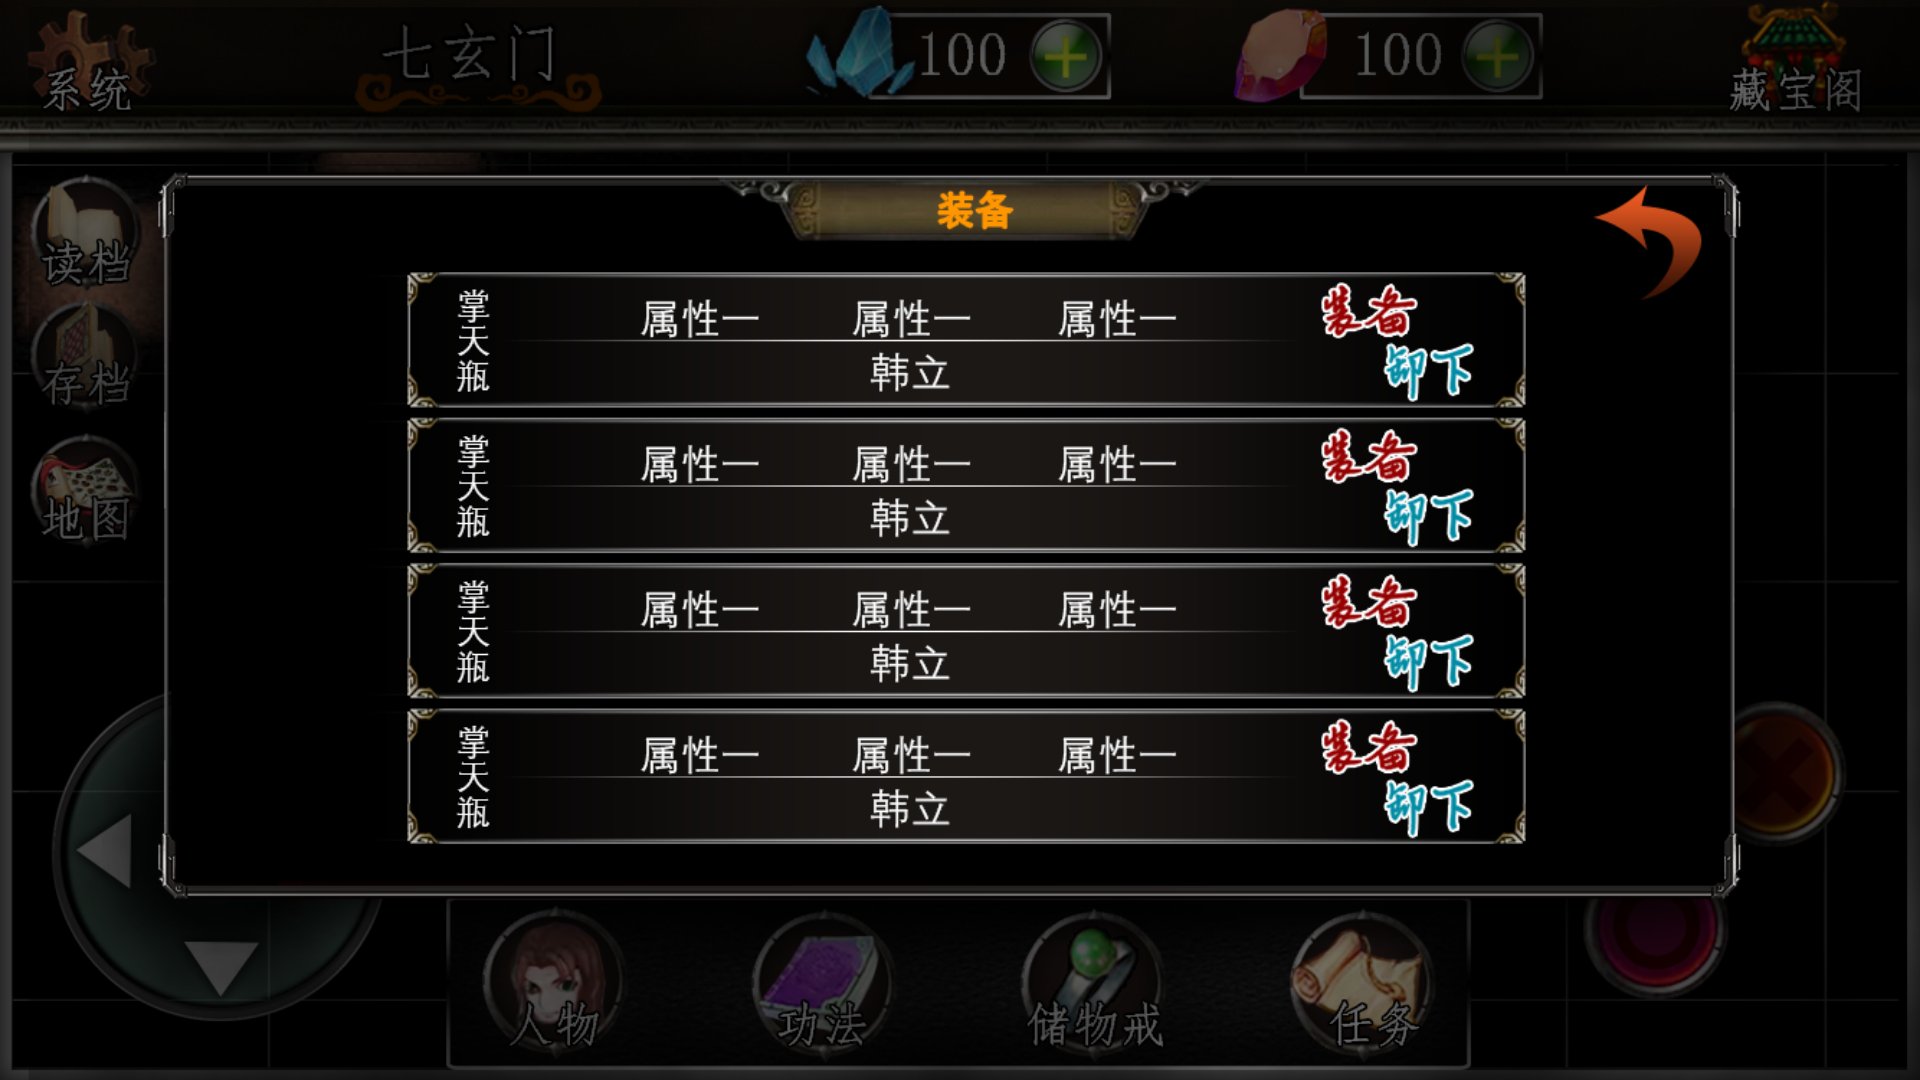 系统
七玄门
100
100
藏宝阁
读档
存档
地图
装备
掌天瓶
属性一 属性一 属性一
韩立
装备
卸下
掌天瓶
属性一 属性一 属性一
韩立
装备
卸下
掌天瓶
属性一 属性一 属性一
韩立
装备
卸下
掌天瓶
属性一 属性一 属性一
韩立
装备
卸下
人物
功法
储物戒
任务